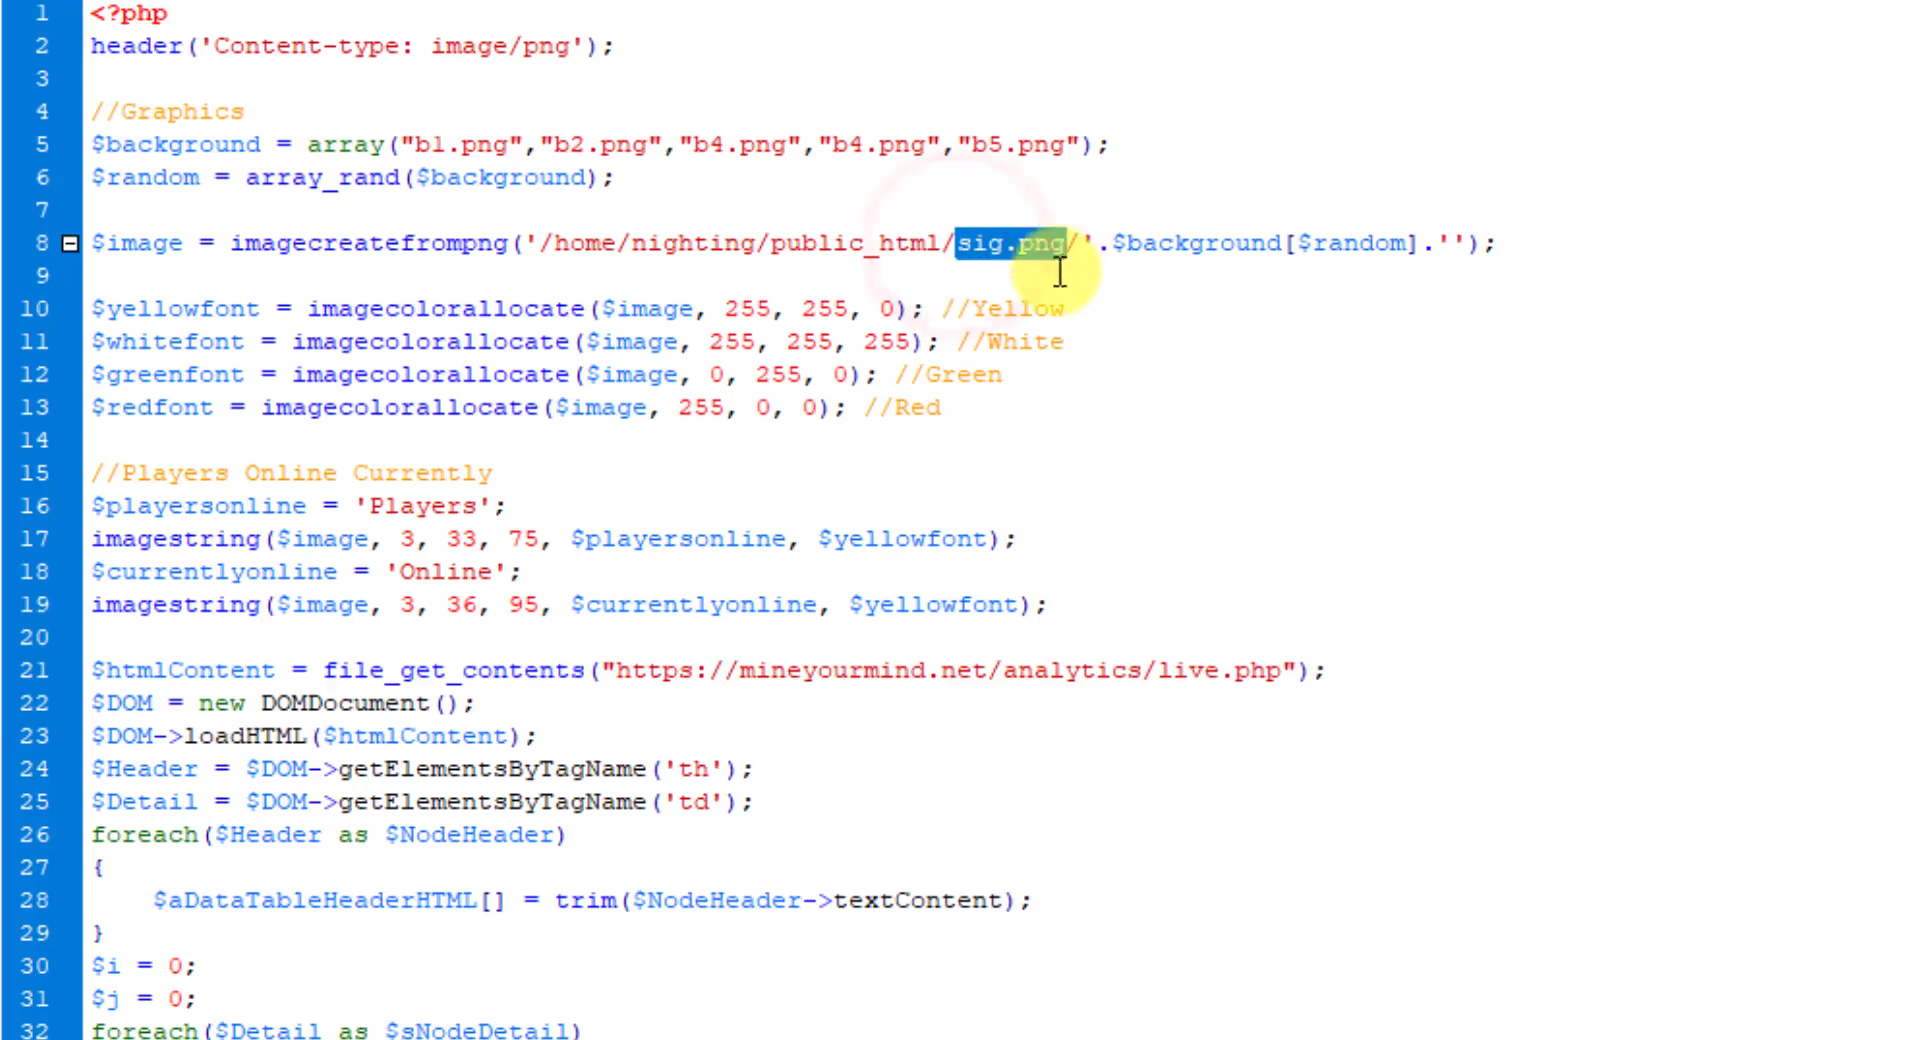 1 <?php
2 header('Content-type: image/png');
3
4 //Graphics
5 $background = array("b1.png","b2.png","b4.png","b4.png","b5.png");
6 $random = array_rand($background);
7
8 $image = imagecreatefrompng('/home/nighting/public_html/sig.png/'.$background[$random].'');
9
10 $yellowfont = imagecolorallocate($image, 255, 255, 0); //Yellow
11 $whitefont = imagecolorallocate($image, 255, 255, 255); //White
12 $greenfont = imagecolorallocate($image, 0, 255, 0); //Green
13 $redfont = imagecolorallocate($image, 255, 0, 0); //Red
14
15 //Players Online Currently
16 $playersonline = 'Players';
17 imagestring($image, 3, 33, 75, $playersonline, $yellowfont);
18 $currentlyonline = 'Online';
19 imagestring($image, 3, 36, 95, $currentlyonline, $yellowfont);
20
21 $htmlContent = file_get_contents("https://mineyourmind.net/analytics/live.php");
22 $DOM = new DOMDocument();
23 $DOM->loadHTML($htmlContent);
24 $Header = $DOM->getElementsByTagName('th');
25 $Detail = $DOM->getElementsByTagName('td');
26 foreach($Header as $NodeHeader)
27 {
28 $aDataTableHeaderHTML[] = trim($NodeHeader->textContent);
29 }
30 $i = 0;
31 $j = 0;
32 foreach($Detail as $sNodeDetail)